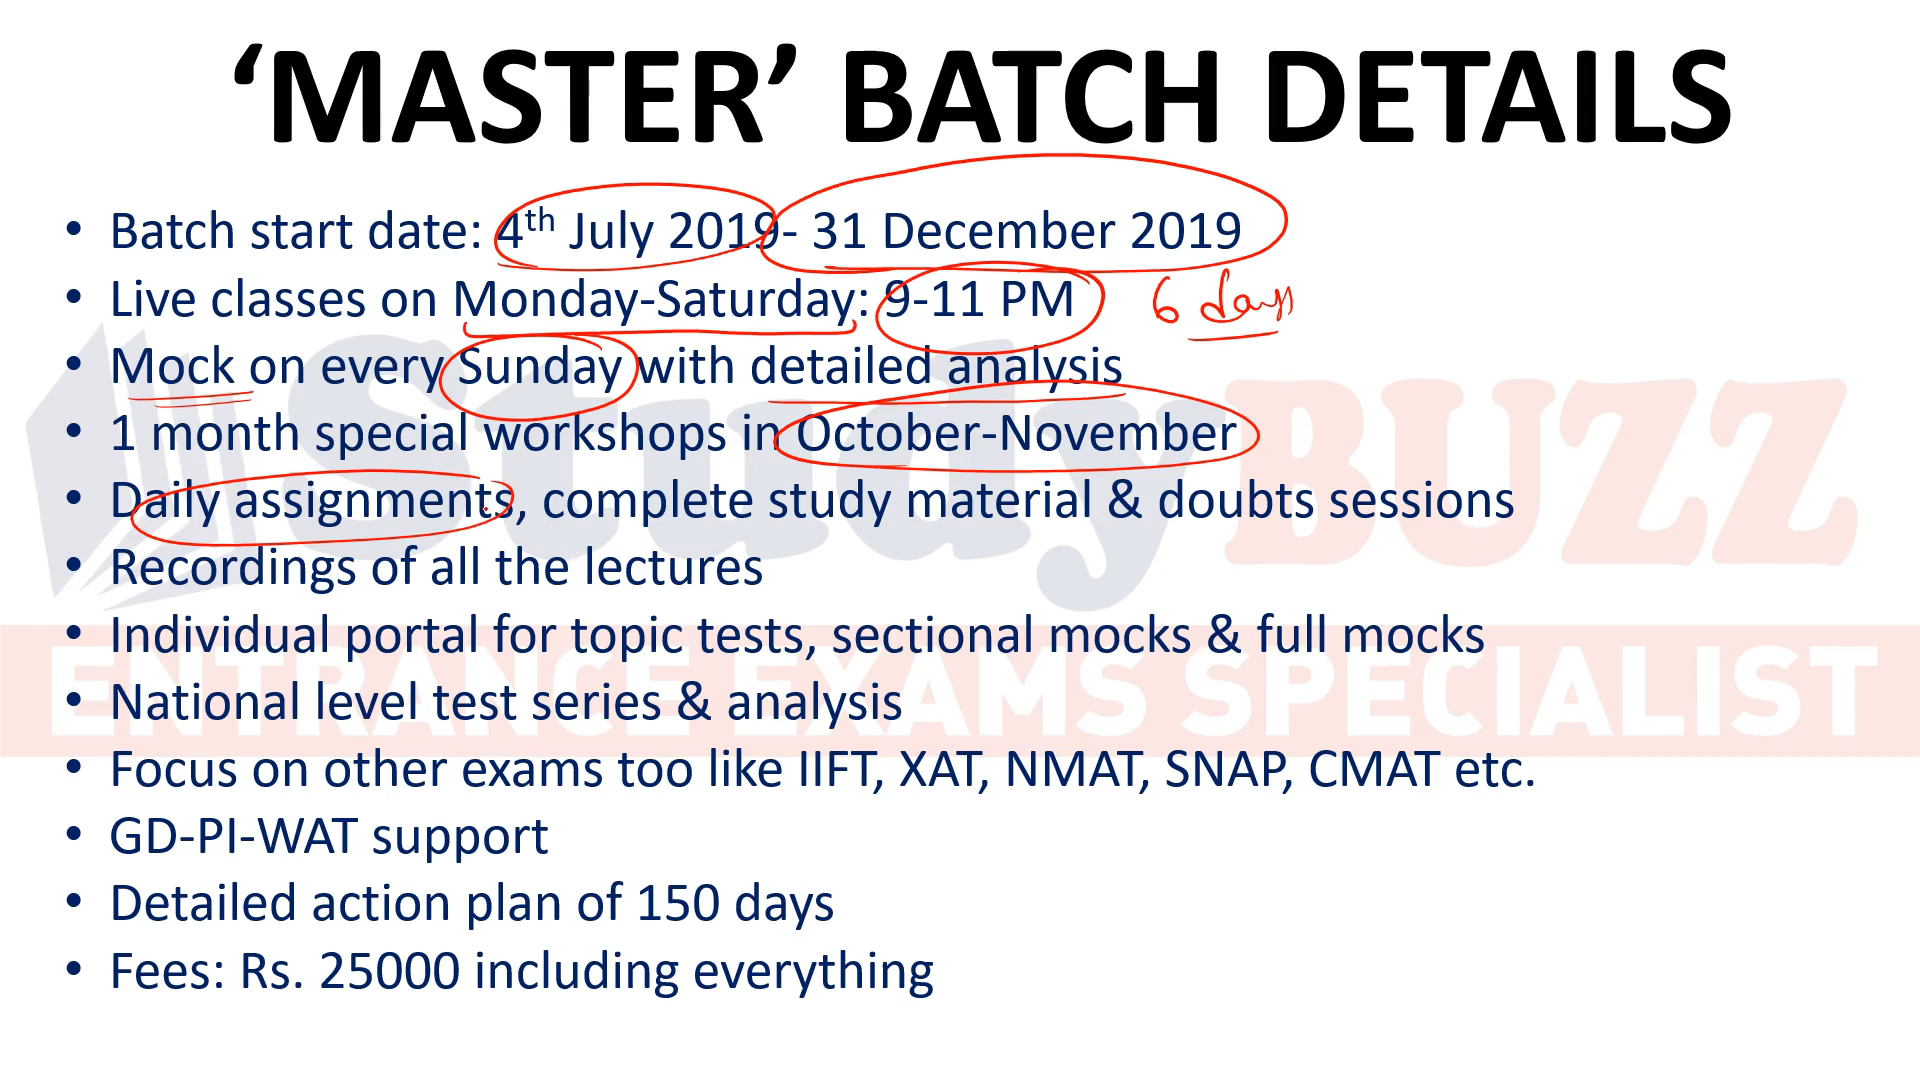 ‘MASTER’ BATCH DETAILS
• Batch start date: 4th July 2019- 31 December 2019
• Live classes on Monday-Saturday: 9-11 PM 6 days
• Mock on every Sunday with detailed analysis
• 1 month special workshops in October-November
• Daily assignments, complete study material & doubts sessions
• Recordings of all the lectures
• Individual portal for topic tests, sectional mocks & full mocks
• National level test series & analysis
• Focus on other exams too like IIFT, XAT, NMAT, SNAP, CMAT etc.
• GD-PI-WAT support
• Detailed action plan of 150 days
• Fees: Rs. 25000 including everything
StudyBUZZ
ENTRANCE EXAMS SPECIALIST